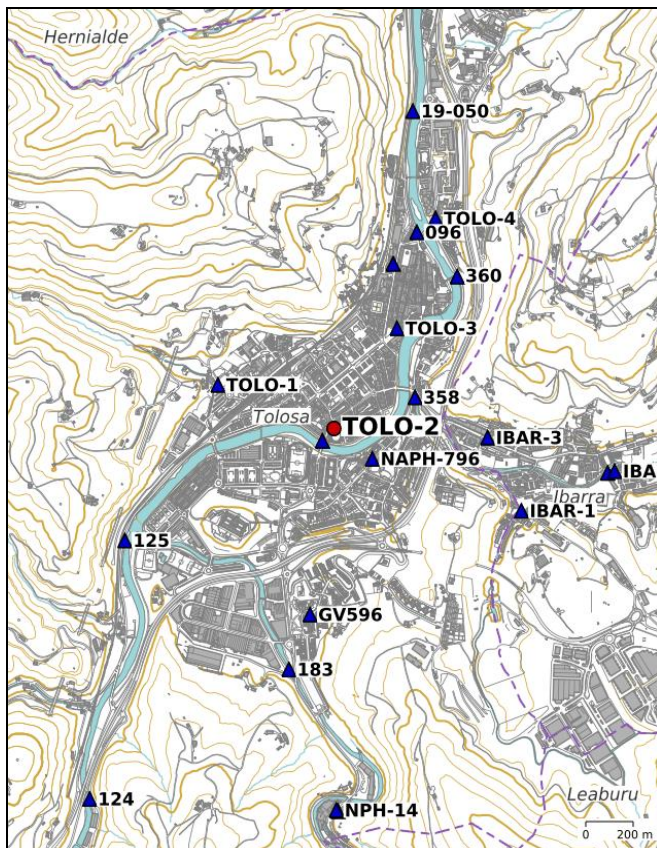 Hernialde
19-050
TOLO-4
096
360
TOLO-3
TOLO-1
358
Tolosa
TOLO-2
IBAR-3
NAPH-796
IBA
Ibarra
IBAR-1
125
GV596
183
Leaburu
124
NPH-14
0
200 m